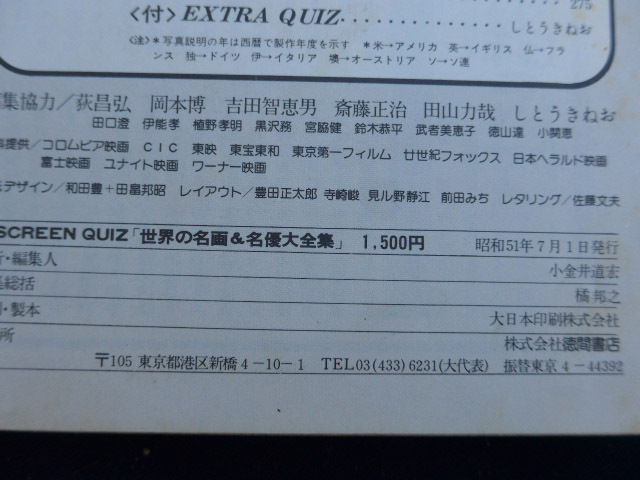 275
〈付〉EXTRA QUIZ..................しとうきねお
〈注〉*写真説明の年は西暦で製作年度を示す *米→アメリカ 英→イギリス 仏→フラ
ンス 独→ドイツ 伊→イタリア 墺→オーストリア ソ→ソ連
集協力／荻昌弘 岡本博 吉田智恵男 斎藤正治 田山力哉 しとうきねお
田口澄 伊能孝 植野孝明 黒沢務 宮脇健 鈴木恭平 武者美恵子 徳山達 小関恵
提供／コロムビア映画 CIC 東映 東宝東和 東京第一フィルム 廿世紀フォックス 日本ヘラルド映画
富士映画 ユナイト映画 ワーナー映画
デザイン／和田豊＋田畠邦昭 レイアウト／豊田正太郎 寺崎峻 見ル野静江 前田みち レタリング／佐藤文夫
SCREEN QUIZ「世界の名画＆名優大全集」 1,500円 昭和51年7月1日発行
・編集人 小金井道宏
総括 橘邦之
・製本 大日本印刷株式会社
所 株式会社徳間書店
〒105 東京都港区新橋4-10-1 TEL03(433)6231(大代表) 振替東京4-44392